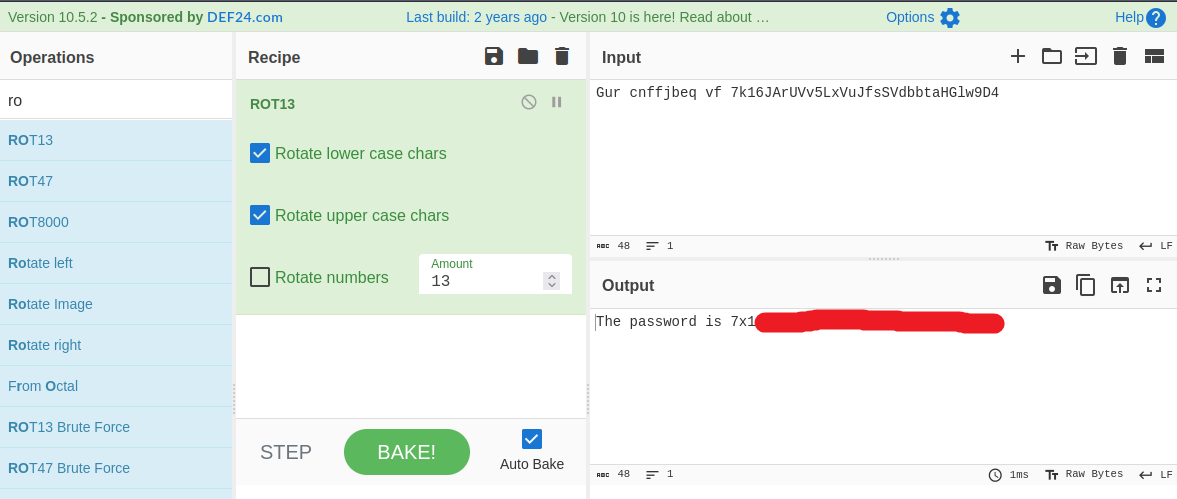 Version 10.5.2 - Sponsored by DEF24.com
Last build: 2 years ago - Version 10 is here! Read about …
Options
Help
Operations
ro
ROT13
ROT47
ROT8000
Rotate left
Rotate Image
Rotate right
From Octal
ROT13 Brute Force
ROT47 Brute Force
Recipe
ROT13
Rotate lower case chars
Rotate upper case chars
Rotate numbers
Amount
13
STEP
BAKE!
Auto Bake
Input
Gur cnffjbeq vf 7k16JArUVv5LxVuJfsSVdbbtaHGlw9D4
ABC 48 1 Raw Bytes LF
Output
The password is 7x1
ABC 48 1 1ms Raw Bytes LF